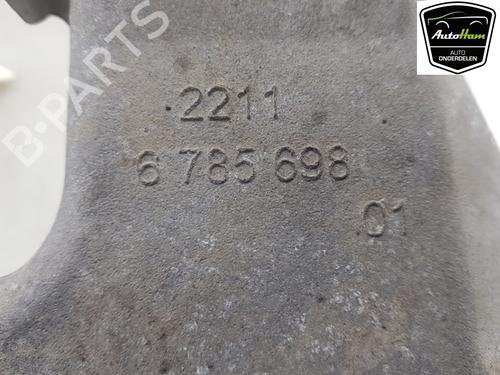 AutoHam
AUTO
ONDERDELEN
B-PARTS
2211
6 785 698
01